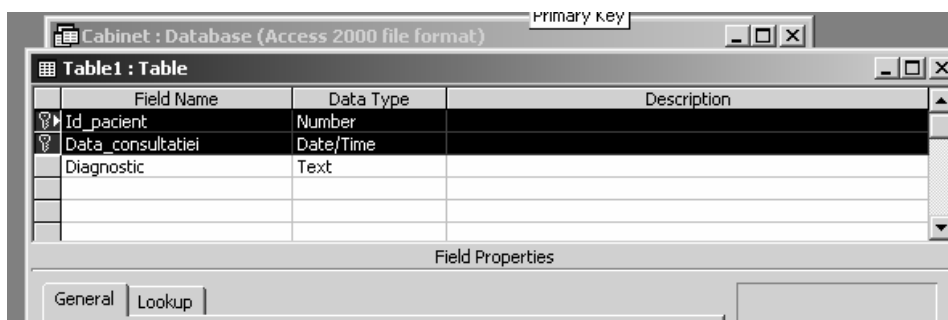 Primary Key
Cabinet : Database (Access 2000 file format)
Table1 : Table
Field Name Data Type Description
Id_pacient Number
Data_consultatiei Date/Time
Diagnostic Text
Field Properties
General Lookup